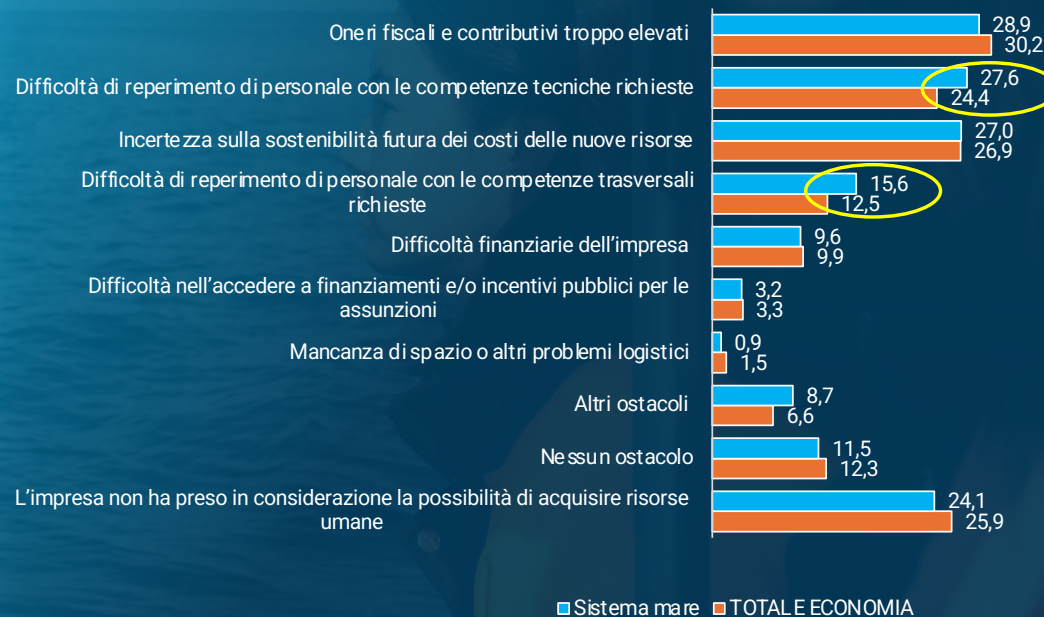 Oneri fiscali e contributivi troppo elevati
28,9
30,2
Difficoltà di reperimento di personale con le competenze tecniche richieste
27,6
24,4
Incertezza sulla sostenibilità futura dei costi delle nuove risorse
27,0
26,9
Difficoltà di reperimento di personale con le competenze trasversali
richieste
15,6
12,5
Difficoltà finanziarie dell'impresa
9,6
9,9
Difficoltà nell'accedere a finanziamenti e/o incentivi pubblici per le
assunzioni
3,2
3,3
Mancanza di spazio o altri problemi logistici
0,9
1,5
Altri ostacoli
8,7
6,6
Nessun ostacolo
11,5
12,3
L'impresa non ha preso in considerazione la possibilità di acquisire risorse
umane
24,1
25,9
Sistema mare TOTALE ECONOMIA